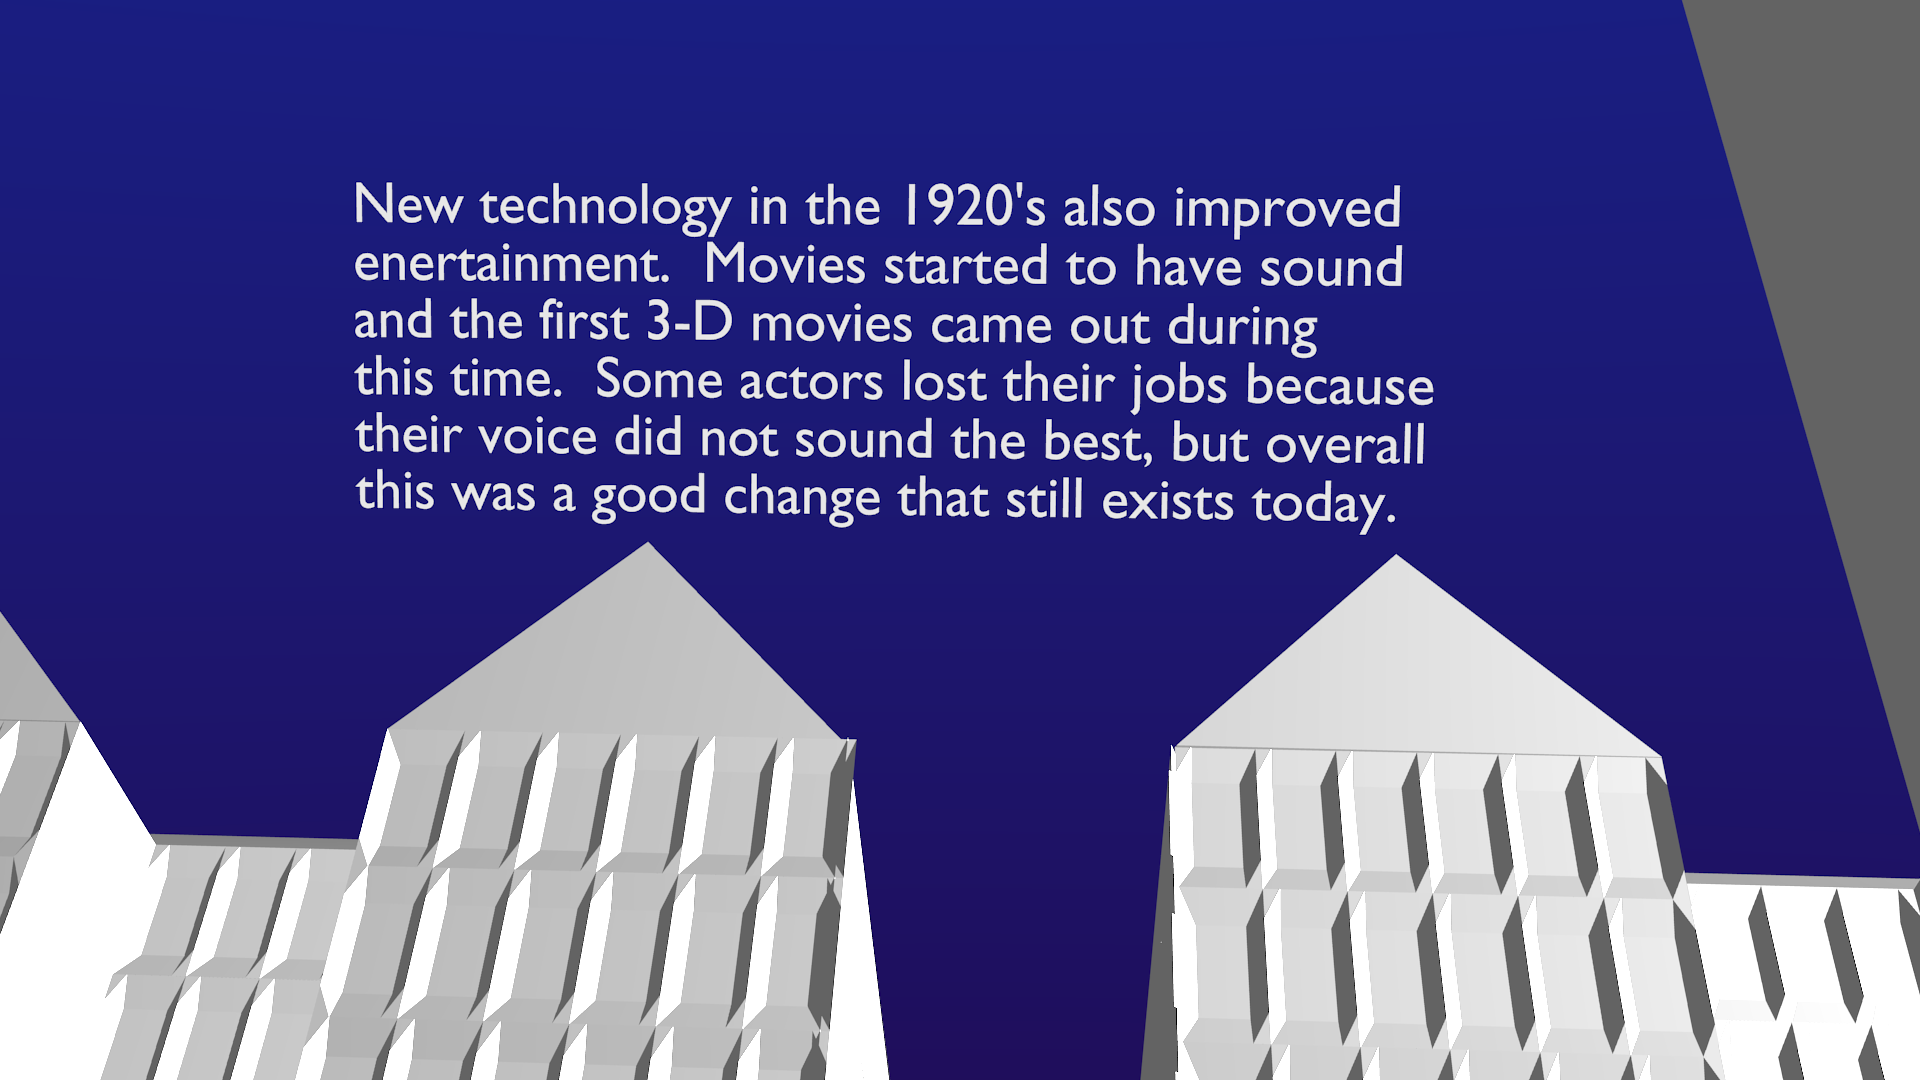 New technology in the 1920's also improved
enertainment.  Movies started to have sound
and the first 3-D movies came out during
this time.  Some actors lost their jobs because
their voice did not sound the best, but overall
this was a good change that still exists today.